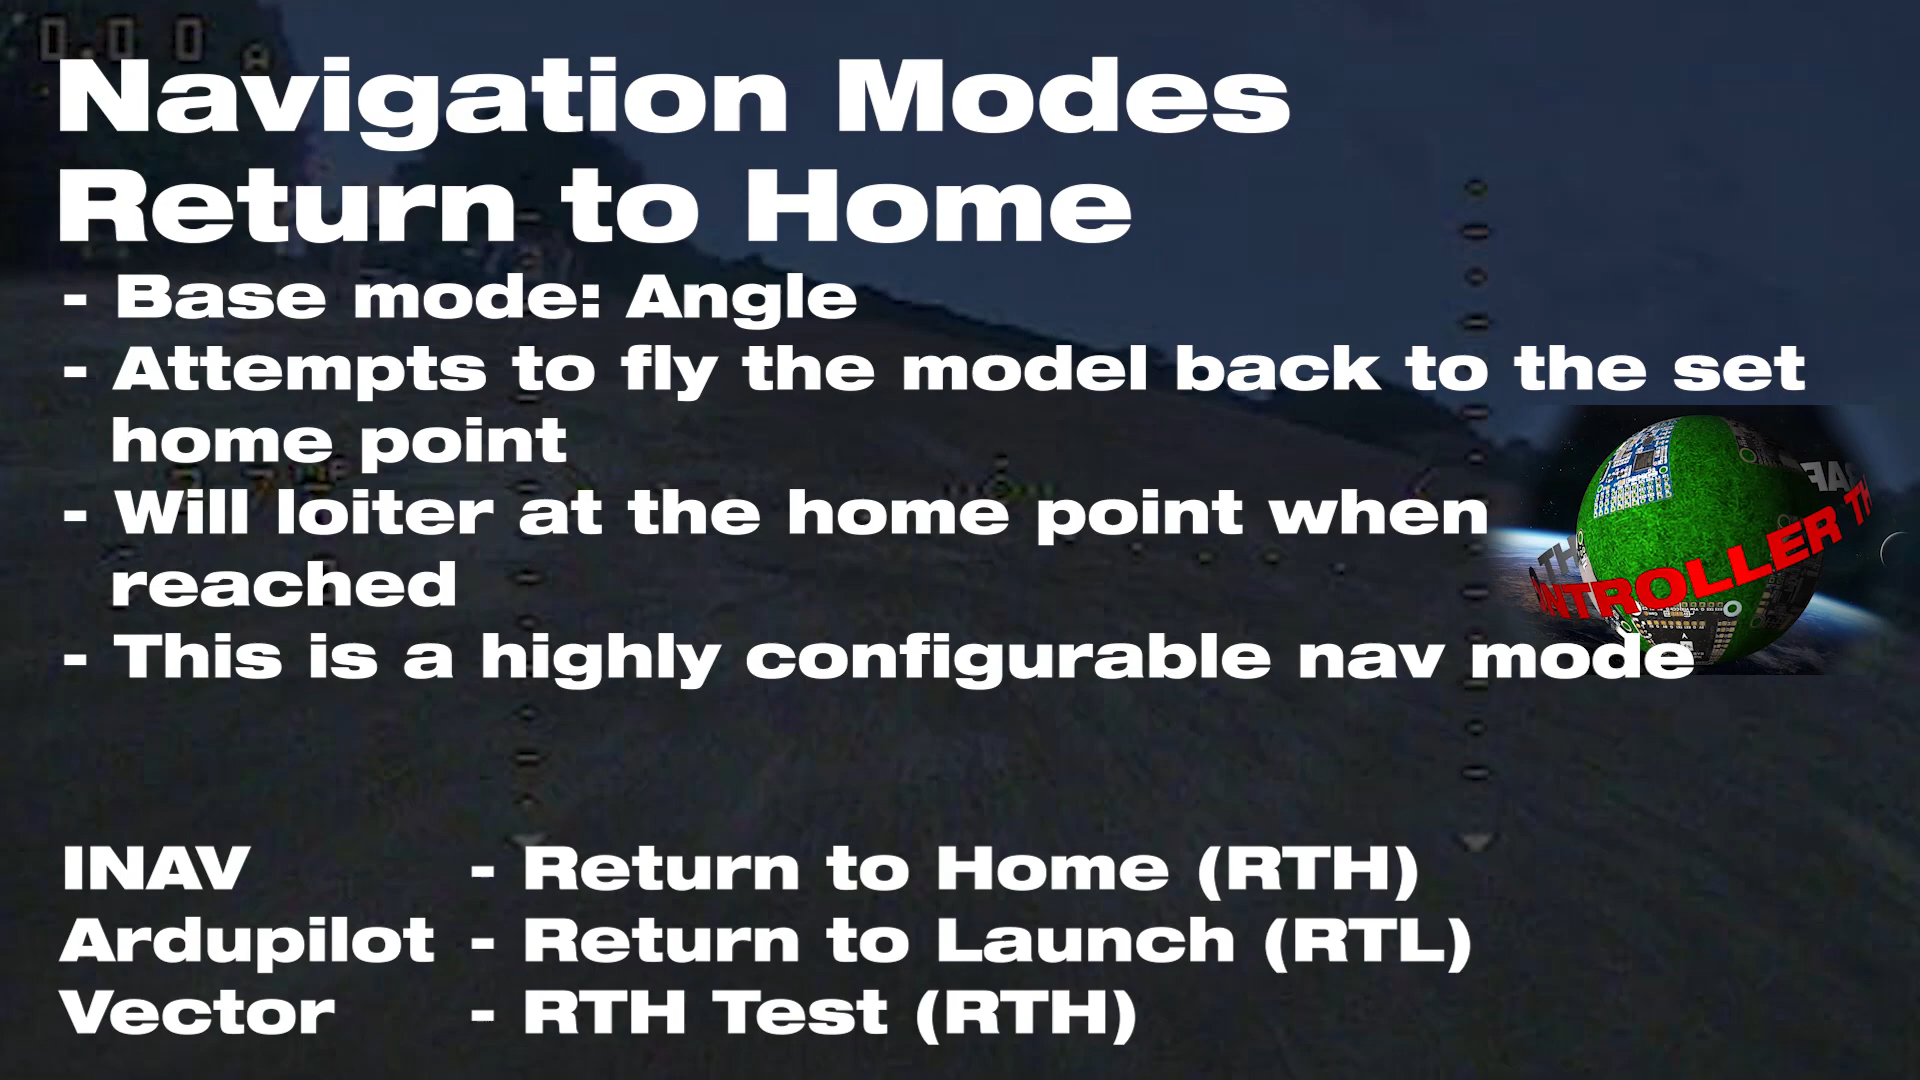 0.00
Navigation Modes
Return to Home
- Base mode: Angle
- Attempts to fly the model back to the set
home point
- Will loiter at the home point when
reached
- This is a highly configurable nav mode
INAV - Return to Home (RTH)
Ardupilot - Return to Launch (RTL)
Vector - RTH Test (RTH)